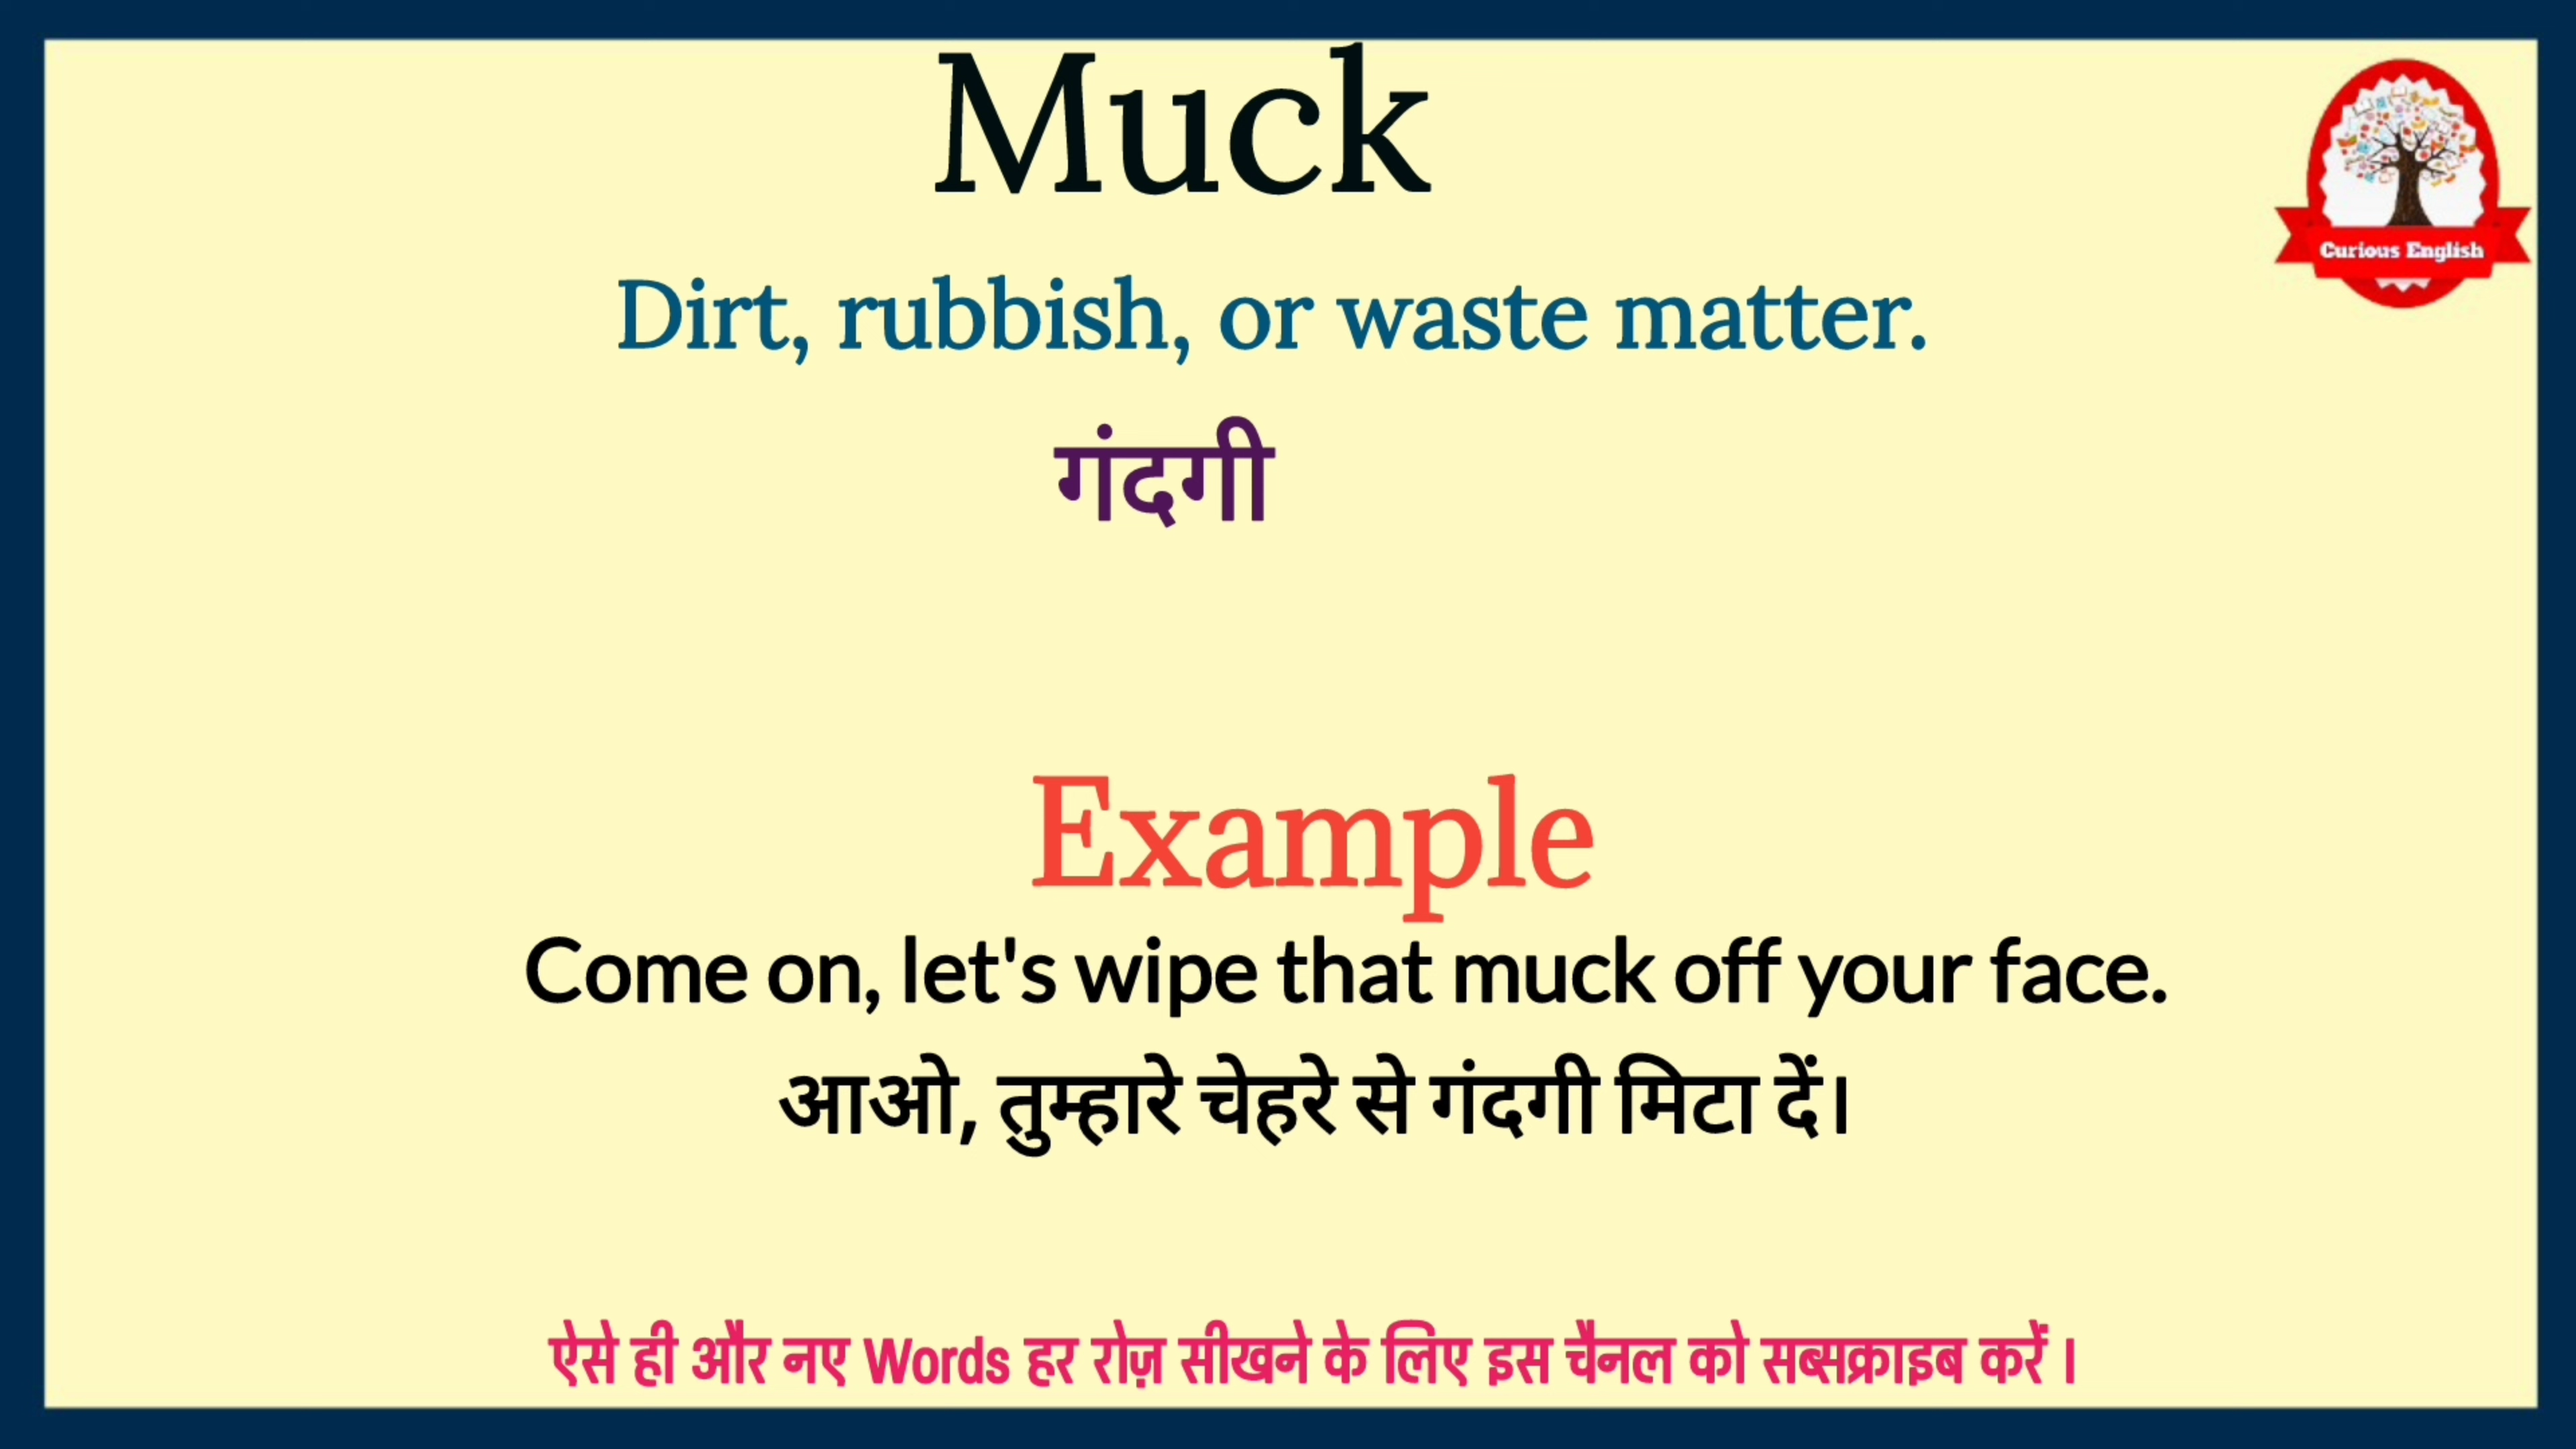 Muck
Curious English
Dirt, rubbish, or waste matter.
गंदगी
Example
Come on, let's wipe that muck off your face.
आओ, तुम्हारे चेहरे से गंदगी मिटा दें।
ऐसे ही और नए Words हर रोज़ सीखने के लिए इस चैनल को सब्सक्राइब करें ।